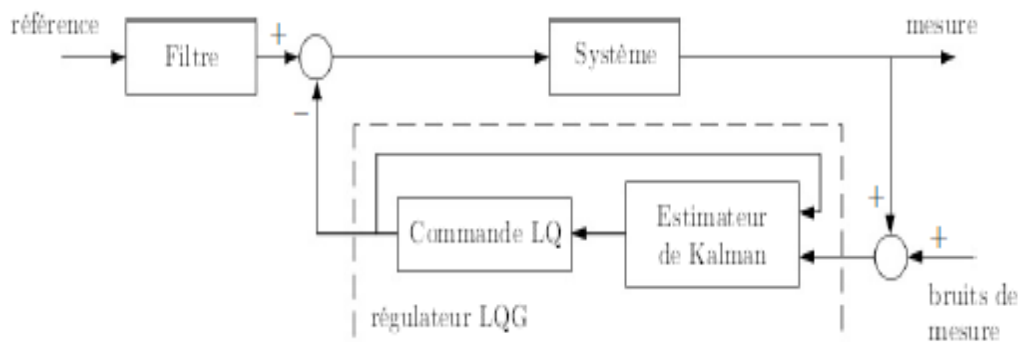 référence
+
Filtre
Système
mesure
−
Commande LQ
Estimateur
de Kalman
+
+
bruits de
mesure
régulateur LQG